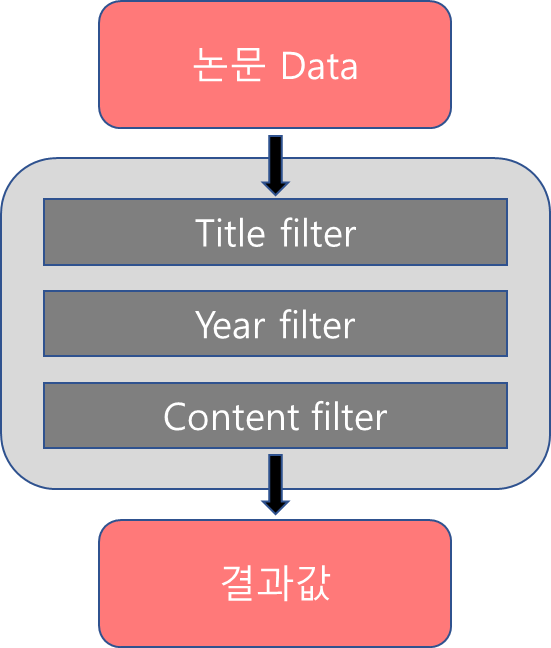 논문 Data
Title filter
Year filter
Content filter
결과값